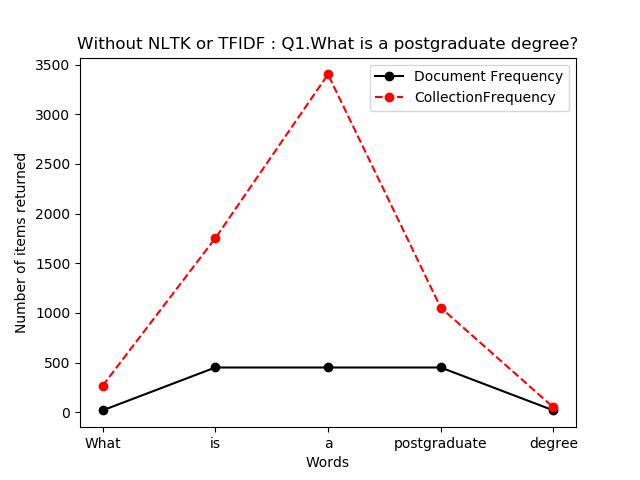 Without NLTK or TFIDF : Q1.What is a postgraduate degree?
Document Frequency
CollectionFrequency
Number of items returned
3500
3000
2500
2000
1500
1000
500
0
What is a postgraduate degree
Words